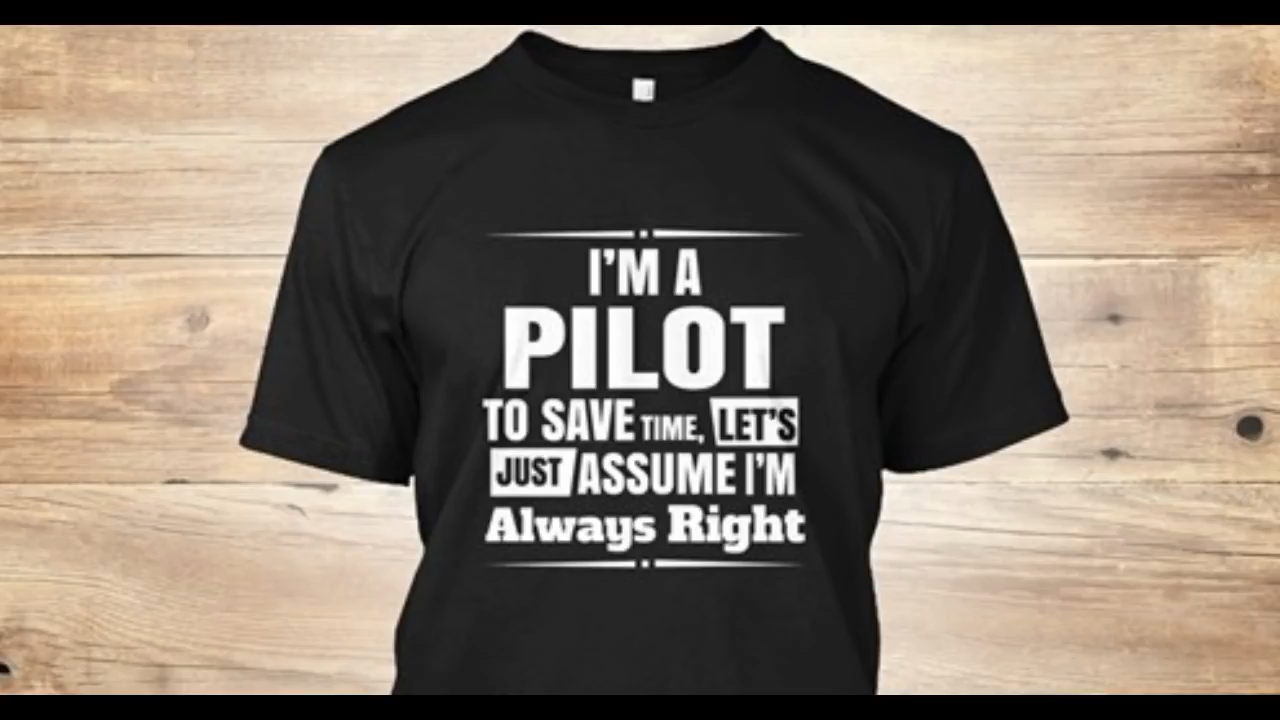 I'M A
PILOT
TO SAVE TIME, LET'S
JUST ASSUME I'M
Always Right